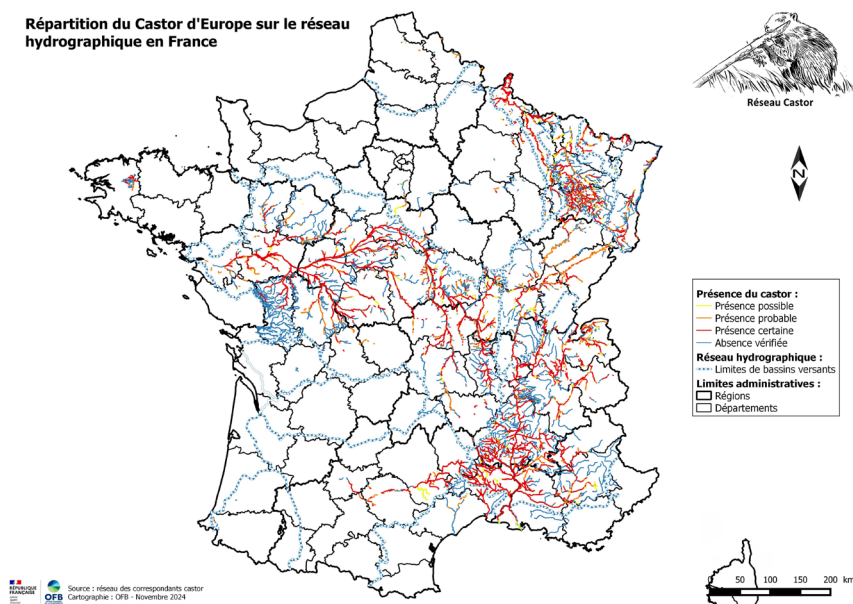 Répartition du Castor d'Europe sur le réseau
hydrographique en France
Réseau Castor
N
Présence du castor :
Présence possible
Présence probable
Présence certaine
Absence vérifiée
Réseau hydrographique :
Limites de bassins versants
Limites administratives :
Régions
Départements
0 50 100 150 200 km
RÉPUBLIQUE
FRANÇAISE
OFB
Source : réseau des correspondants castor
Cartographie : OFB - Novembre 2024